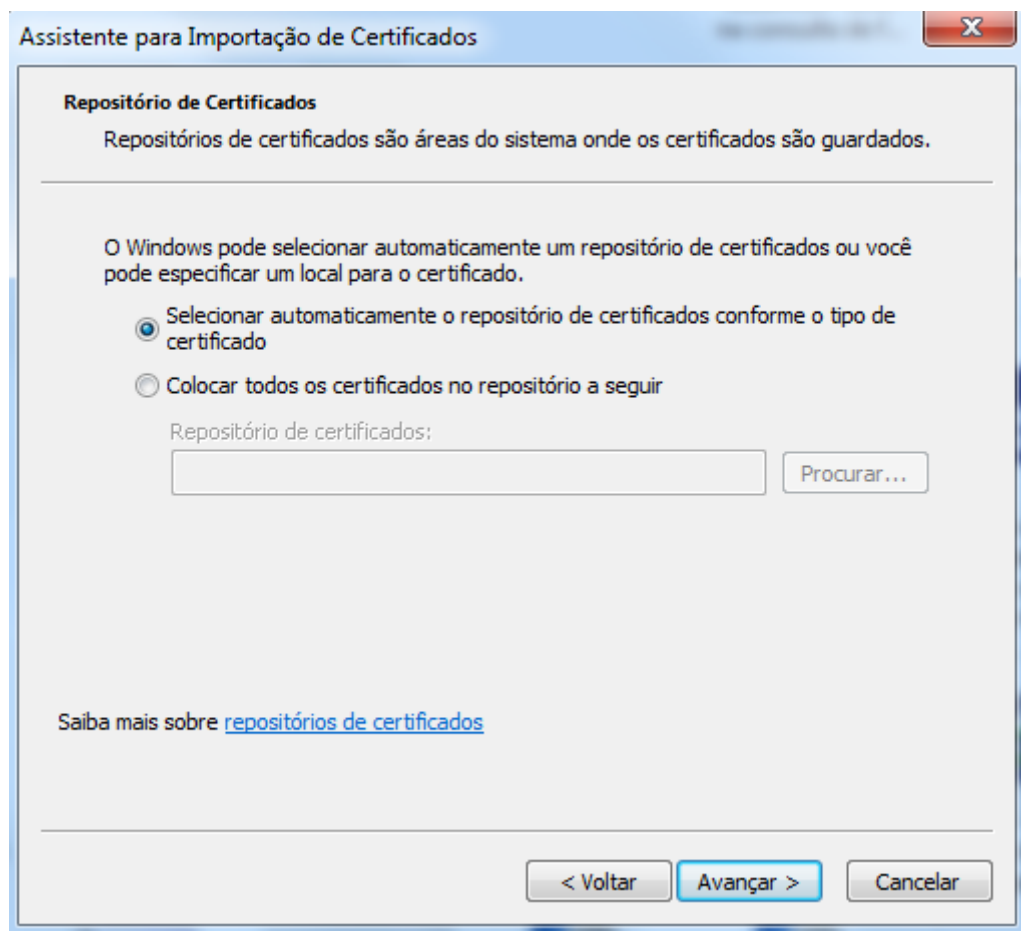 Assistente para Importação de Certificados
Repositório de Certificados
Repositórios de certificados são áreas do sistema onde os certificados são guardados.
O Windows pode selecionar automaticamente um repositório de certificados ou você
pode especificar um local para o certificado.
Selecionar automaticamente o repositório de certificados conforme o tipo de
certificado
Colocar todos os certificados no repositório a seguir
Repositório de certificados:
Procurar...
Saiba mais sobre repositórios de certificados
< Voltar
Avançar >
Cancelar